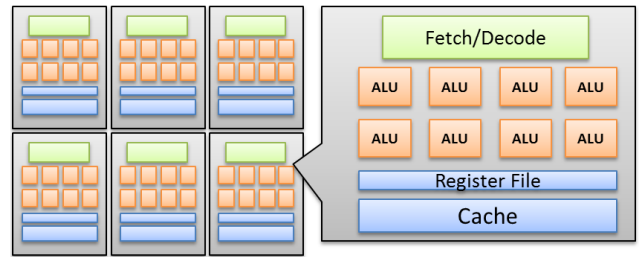 Fetch/Decode
ALU ALU ALU ALU
ALU ALU ALU ALU
Register File
Cache